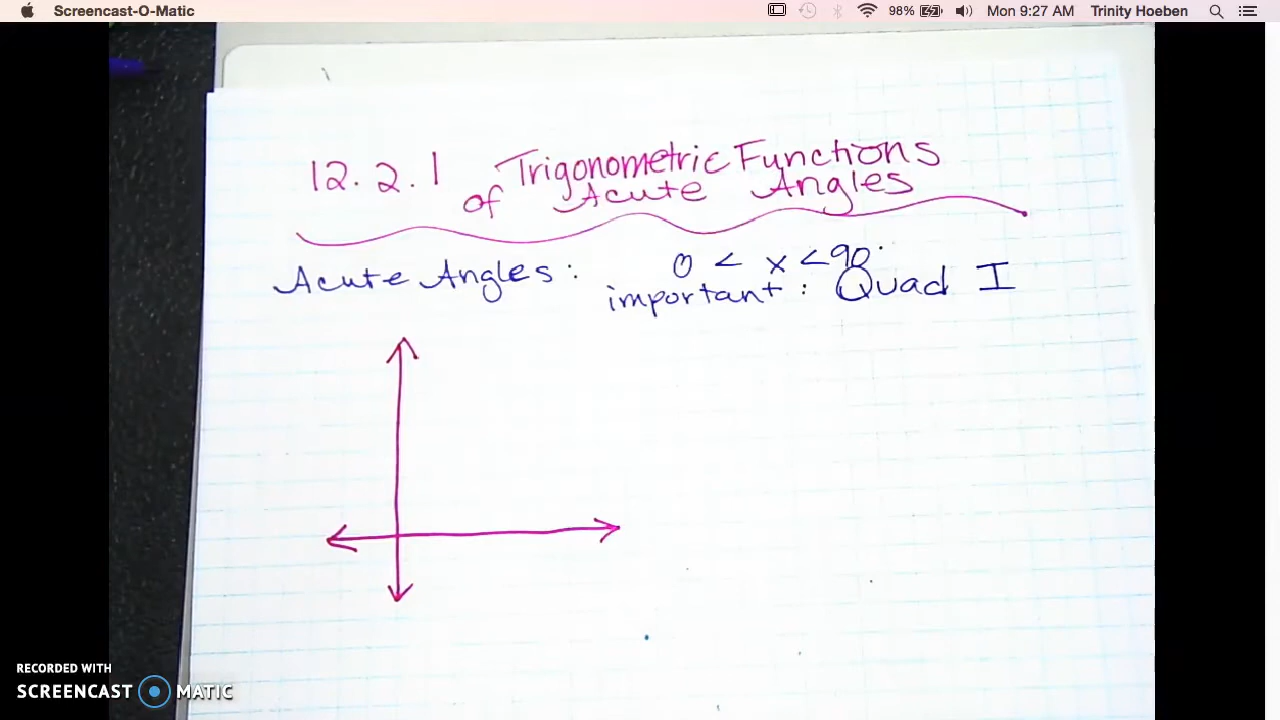 Screencast-O-Matic 98% Mon 9:27 AM Trinity Hoeben
12.2.1 Trigonometric Functions
of Acute Angles
Acute Angles: 0 < x < 90°
important: Quad I
RECORDED WITH
SCREENCAST MATIC